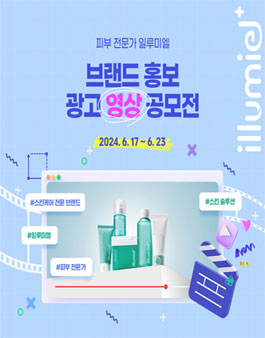 피부 전문가 일루미엘
브랜드 홍보
광고 영상 공모전
2024. 6. 17 ~ 6. 23
illumiel
#스킨케어 전문 브랜드
#스킨 솔루션
#일루미엘
#피부 전문가